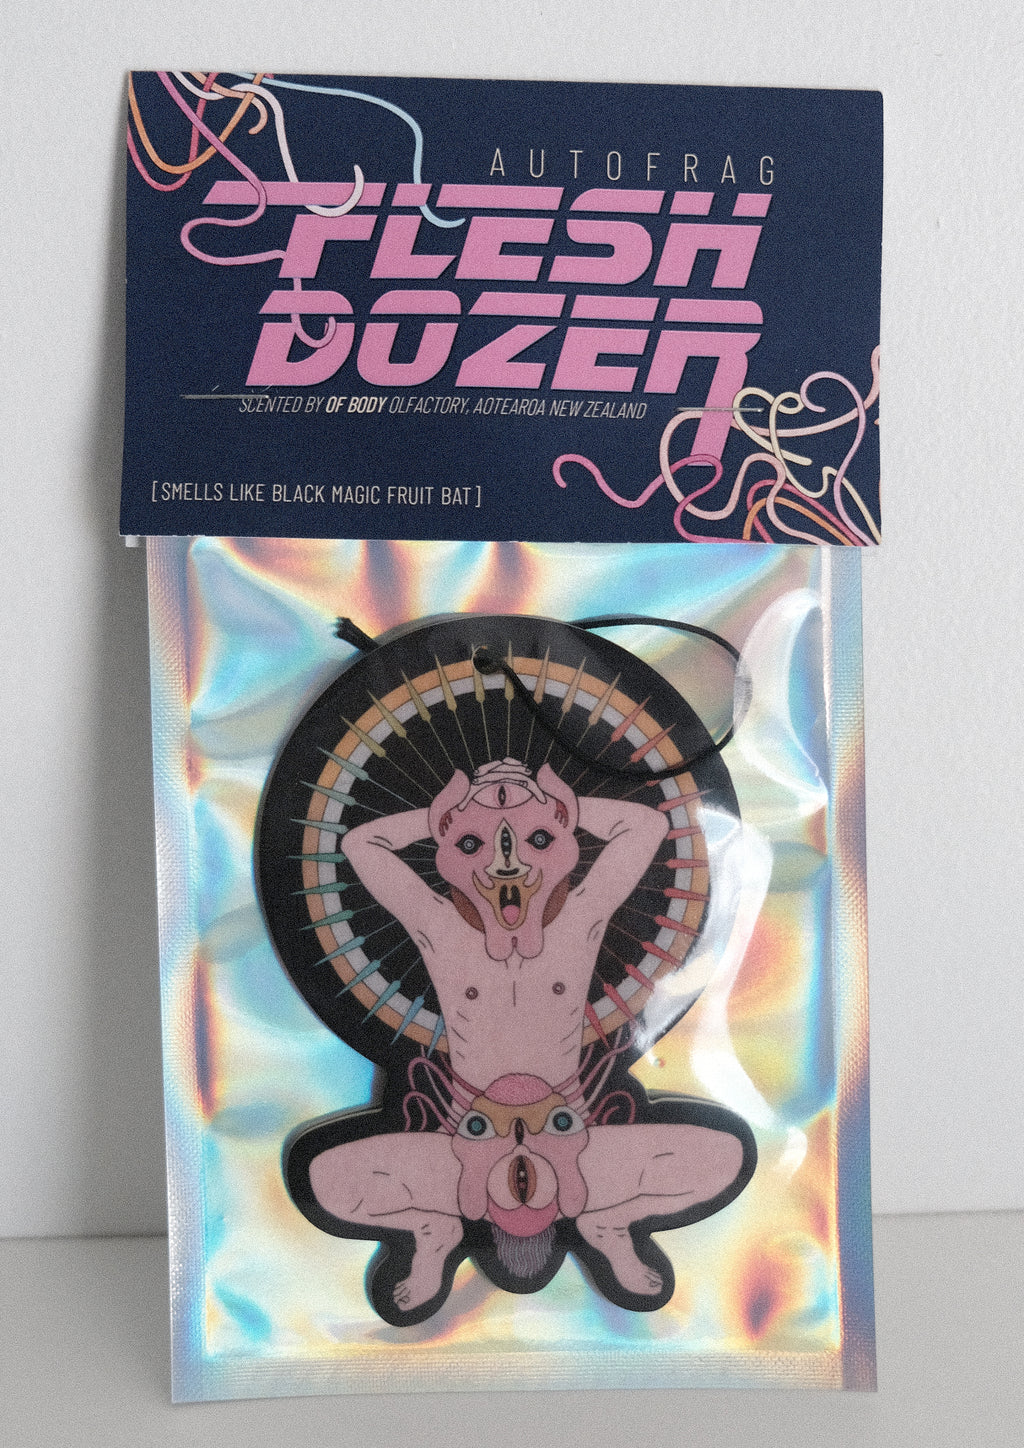 AUTOFRAG
FLESH
DOZER
SCENTED BY OF BODY OLFACTORY, AOTEAROA NEW ZEALAND
[SMELLS LIKE BLACK MAGIC FRUIT BAT]